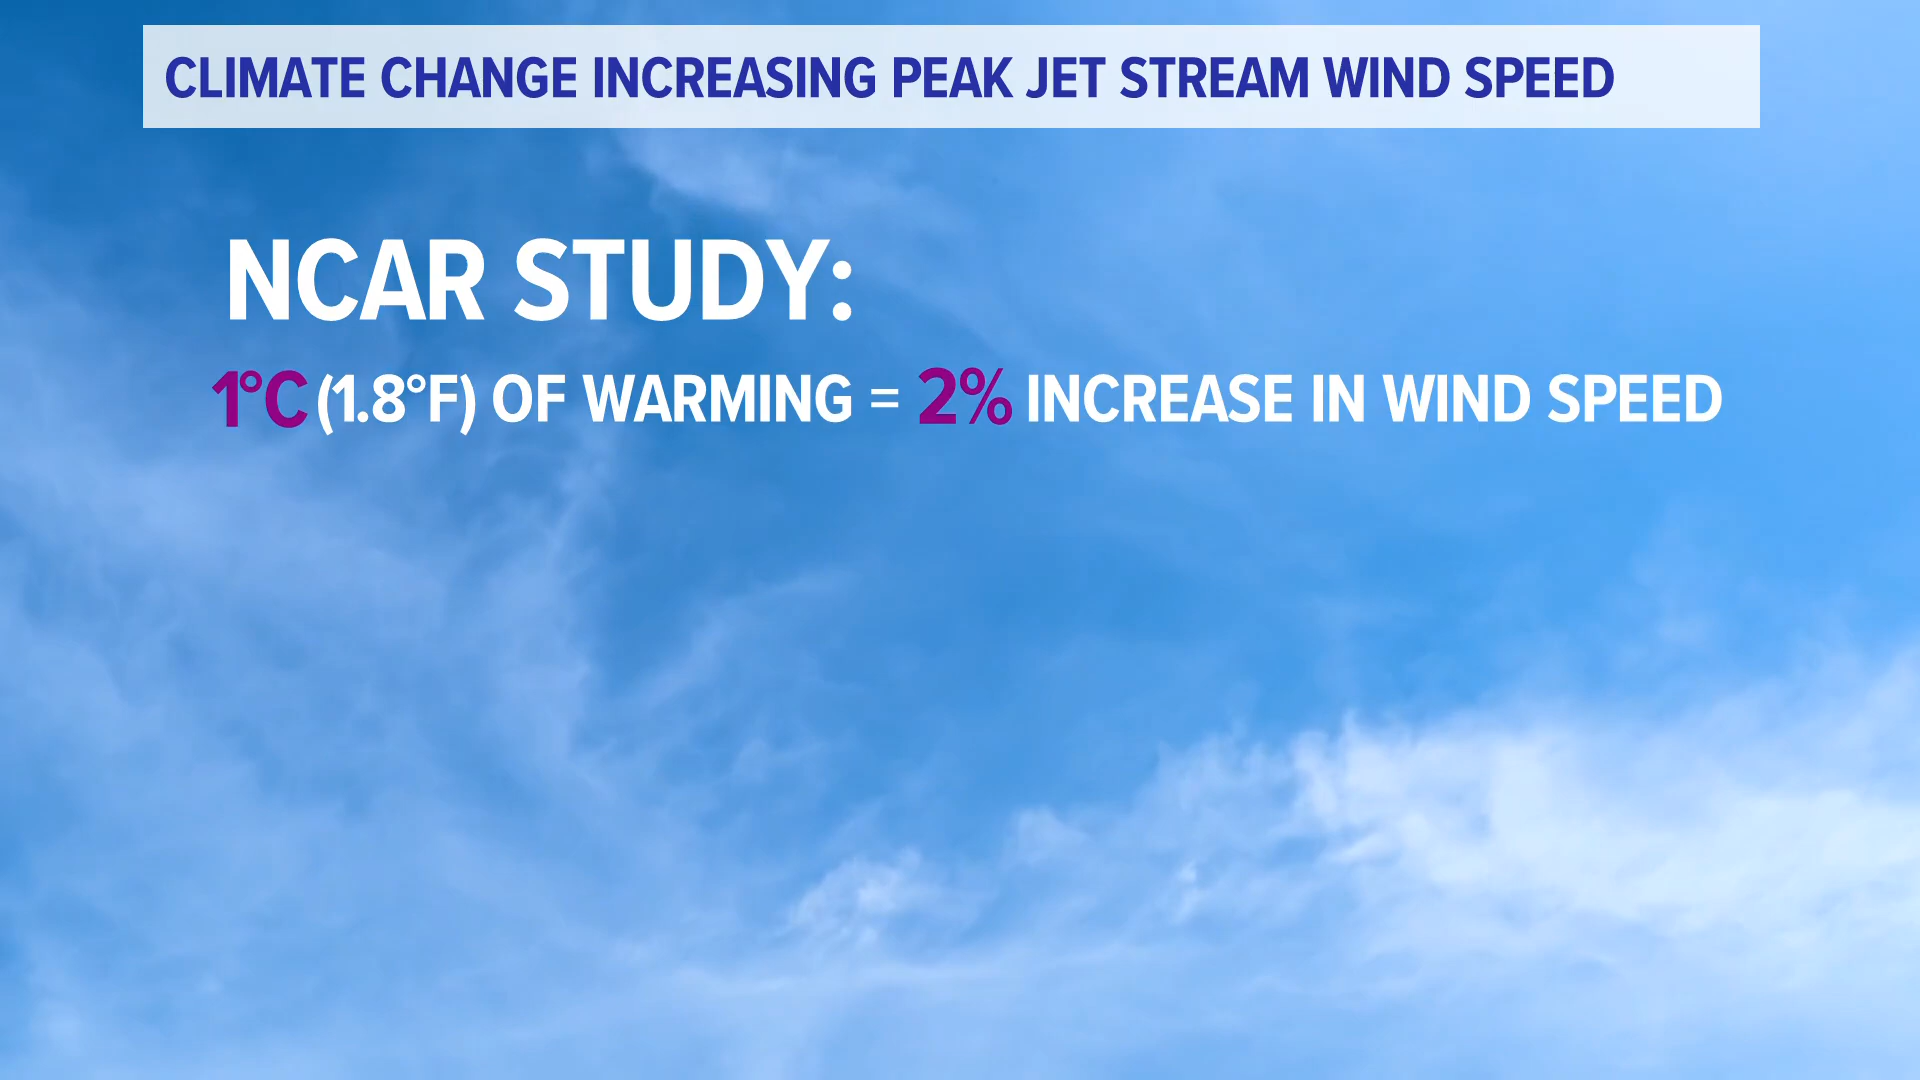 CLIMATE CHANGE INCREASING PEAK JET STREAM WIND SPEED
NCAR STUDY:
1°C (1.8°F) OF WARMING = 2% INCREASE IN WIND SPEED